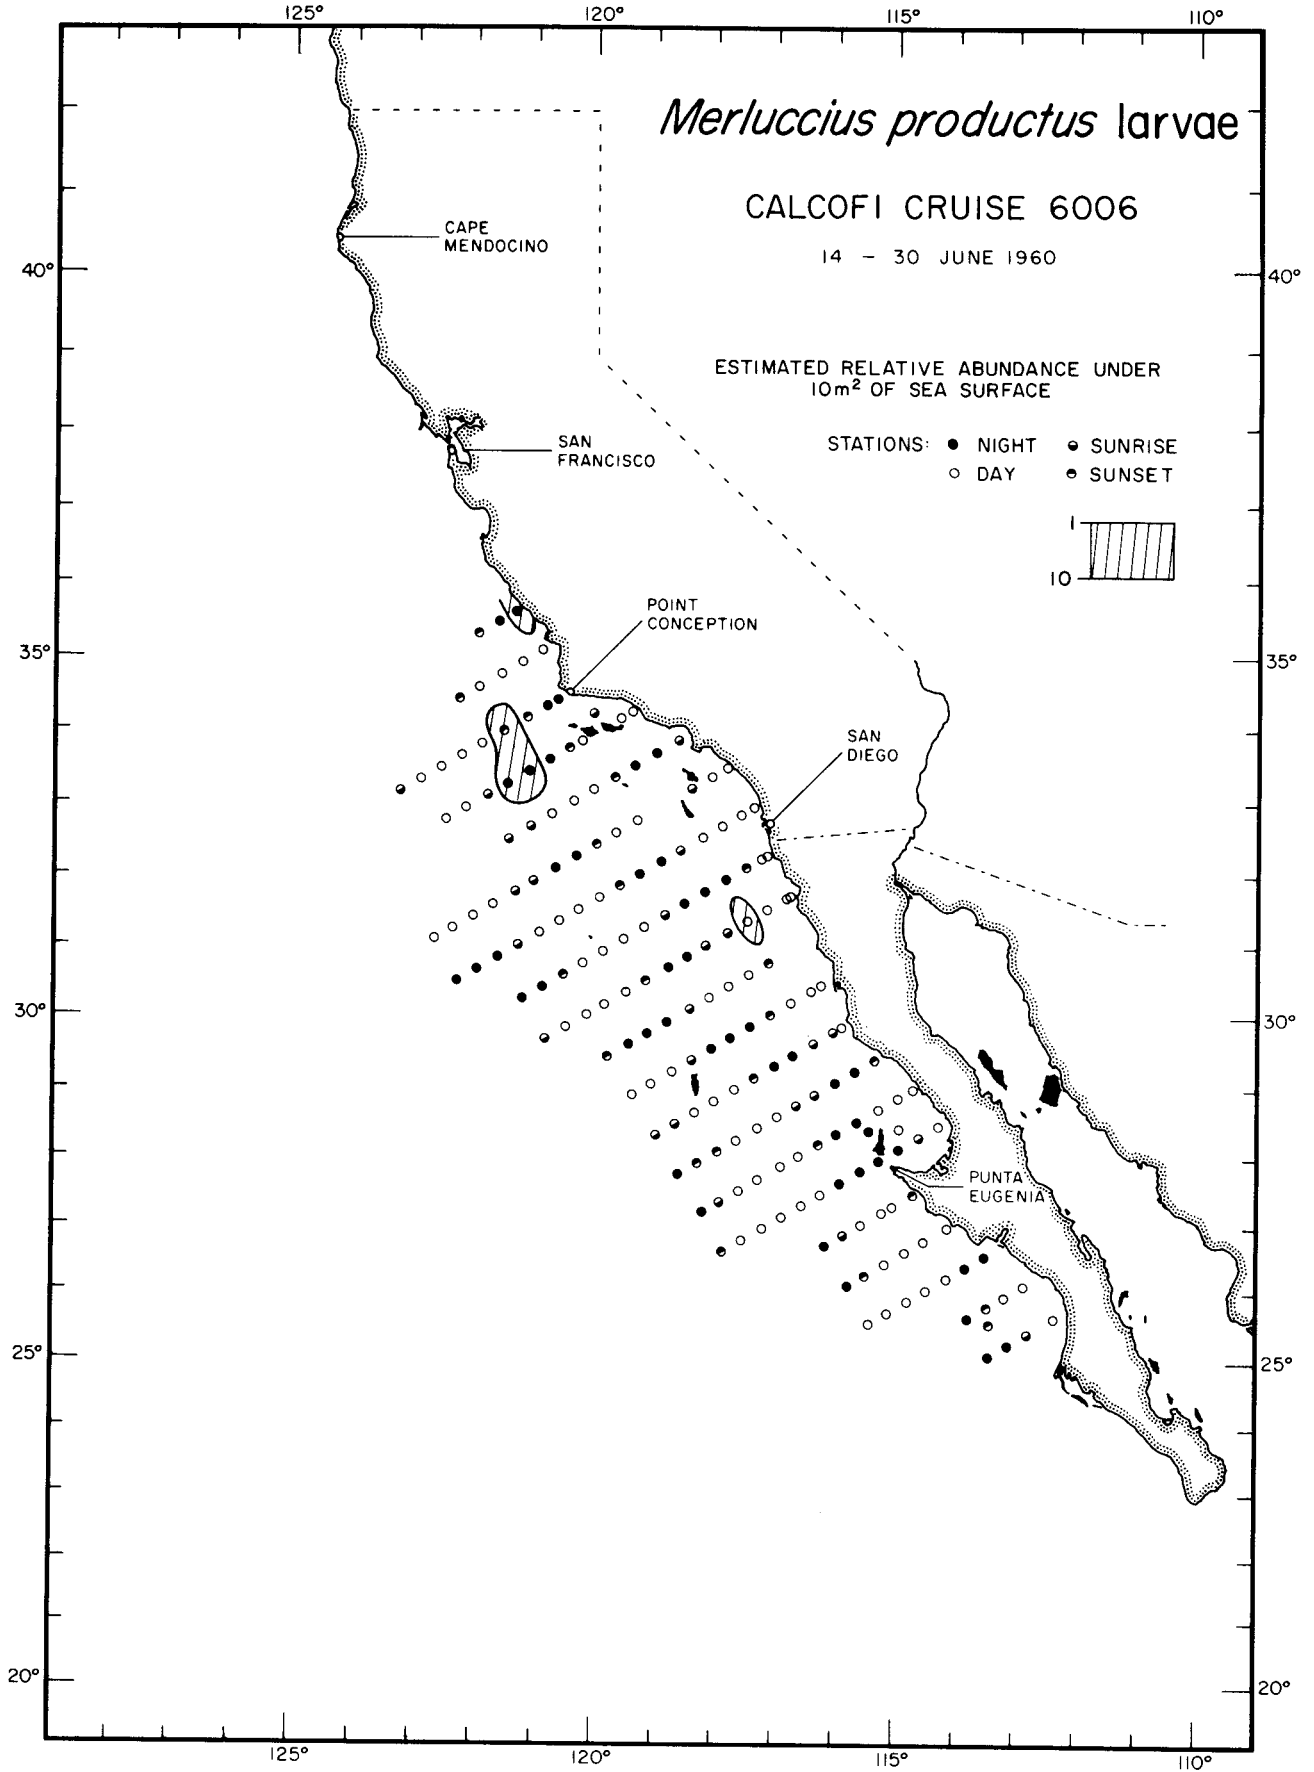 125°
120°
115°
110°
Merluccius productus larvae
CALCOFI CRUISE 6006
14 – 30 JUNE 1960
CAPE
MENDOCINO
40°
40°
ESTIMATED RELATIVE ABUNDANCE UNDER
10m² OF SEA SURFACE
STATIONS: ● NIGHT ◒ SUNRISE
○ DAY ◓ SUNSET
SAN
FRANCISCO
1
10
POINT
CONCEPTION
35°
35°
SAN
DIEGO
30°
30°
PUNTA
EUGENIA
25°
25°
20°
20°
125°
120°
115°
110°